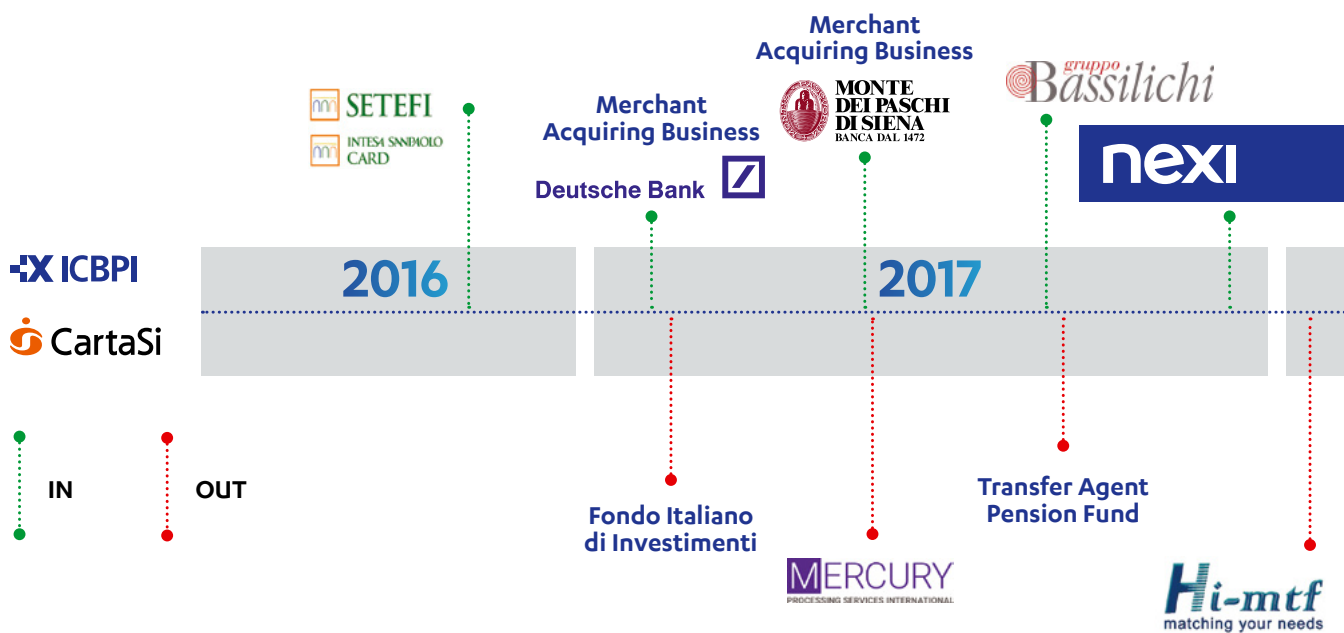 Merchant
Acquiring Business
MONTE
DEI PASCHI
DI SIENA
BANCA DAL 1472
gruppo
Bassilichi
SETEFI
INTESA SANPAOLO
CARD
Merchant
Acquiring Business
Deutsche Bank
nexi
ICBPI
CartaSi
2016
2017
IN
OUT
Fondo Italiano
di Investimenti
MERCURY
PROCESSING SERVICES INTERNATIONAL
Transfer Agent
Pension Fund
Hi-mtf
matching your needs